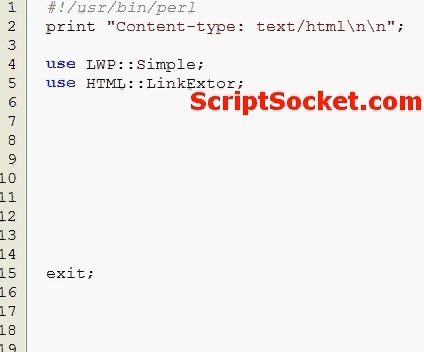 1 #!/usr/bin/perl
2 print "Content-type: text/html\n\n";
3
4 use LWP::Simple;
5 use HTML::LinkExtor;
6
ScriptSocket.com
7
8
9
10
11
12
13
14
15 exit;
16
17
18
19